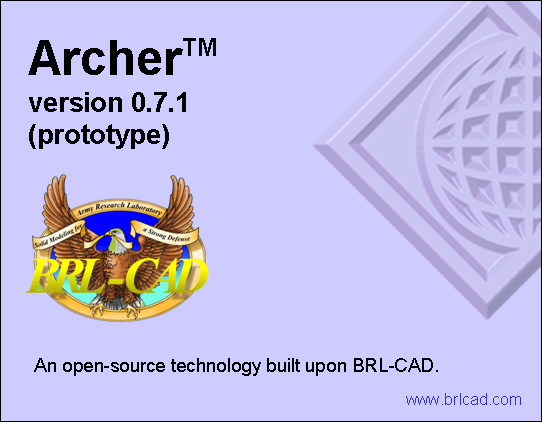 Archer™
version 0.7.1
(prototype)
Army Research Laboratory
Solid Modeling for
a Strong Defense
BRL-CAD
An open-source technology built upon BRL-CAD.
www.brlcad.com